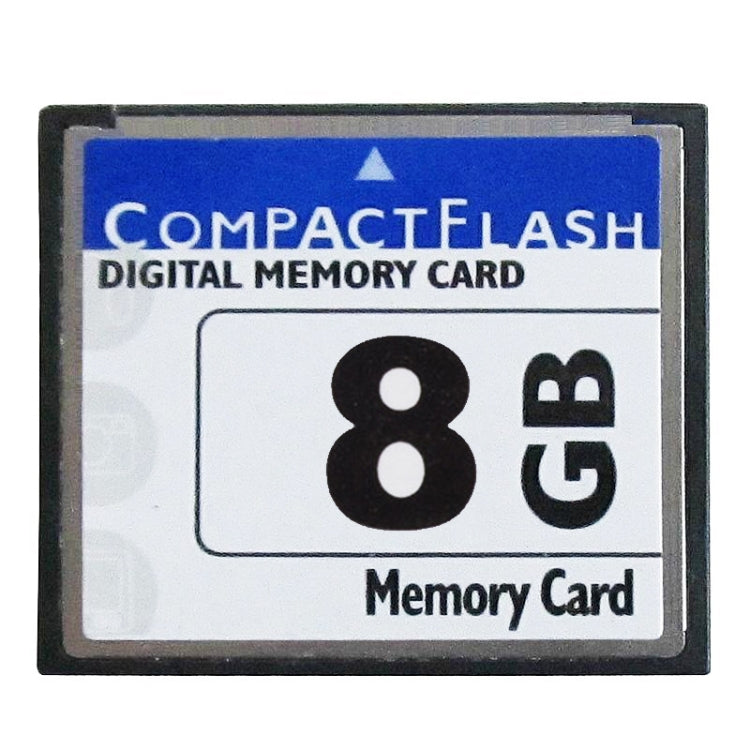 COMPACTFLASH
DIGITAL MEMORY CARD
8 GB
Memory Card